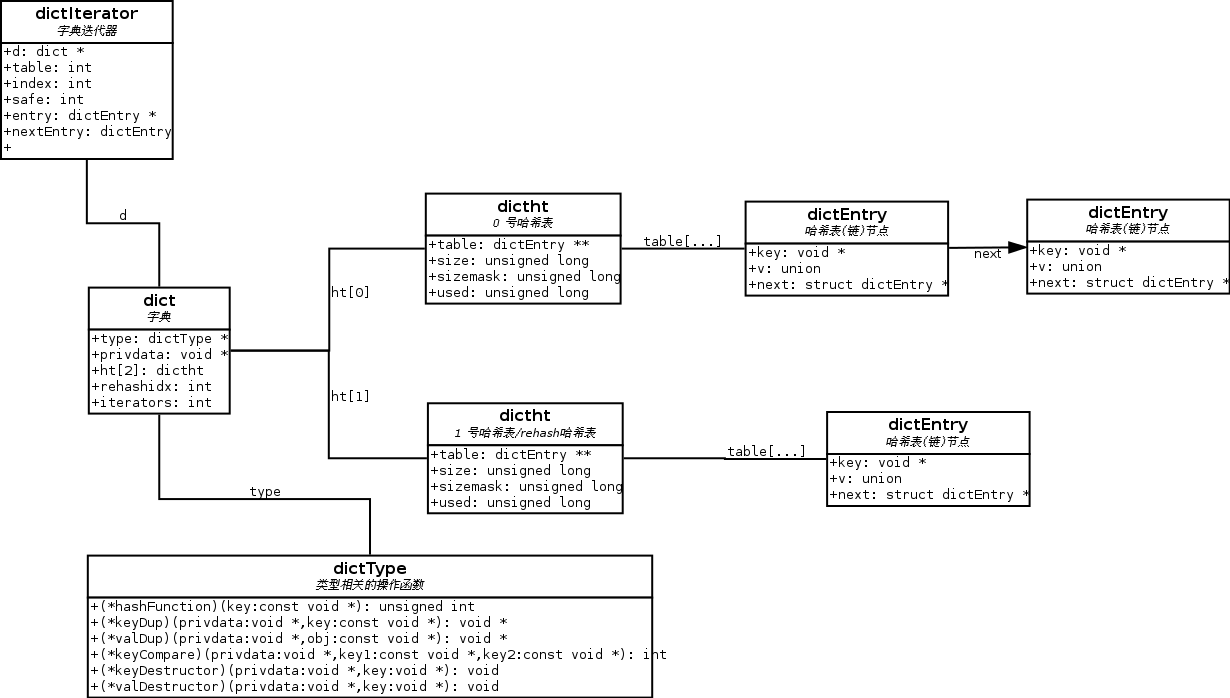 dictIterator
字典迭代器
+d: dict *
+table: int
+index: int
+safe: int
+entry: dictEntry *
+nextEntry: dictEntry
+
d
dict
字典
+type: dictType *
+privdata: void *
+ht[2]: dictht
+rehashidx: int
+iterators: int
ht[0]
ht[1]
dictht
0 号哈希表
+table: dictEntry **
+size: unsigned long
+sizemask: unsigned long
+used: unsigned long
table[...]
dictEntry
哈希表(链)节点
+key: void *
+v: union
+next: struct dictEntry *
next
dictEntry
哈希表(链)节点
+key: void *
+v: union
+next: struct dictEntry *
dictht
1 号哈希表/rehash哈希表
+table: dictEntry **
+size: unsigned long
+sizemask: unsigned long
+used: unsigned long
table[...]
dictEntry
哈希表(链)节点
+key: void *
+v: union
+next: struct dictEntry *
type
dictType
类型相关的操作函数
+(*hashFunction)(key:const void *): unsigned int
+(*keyDup)(privdata:void *,key:const void *): void *
+(*valDup)(privdata:void *,obj:const void *): void *
+(*keyCompare)(privdata:void *,key1:const void *,key2:const void *): int
+(*keyDestructor)(privdata:void *,key:void *): void
+(*valDestructor)(privdata:void *,key:void *): void